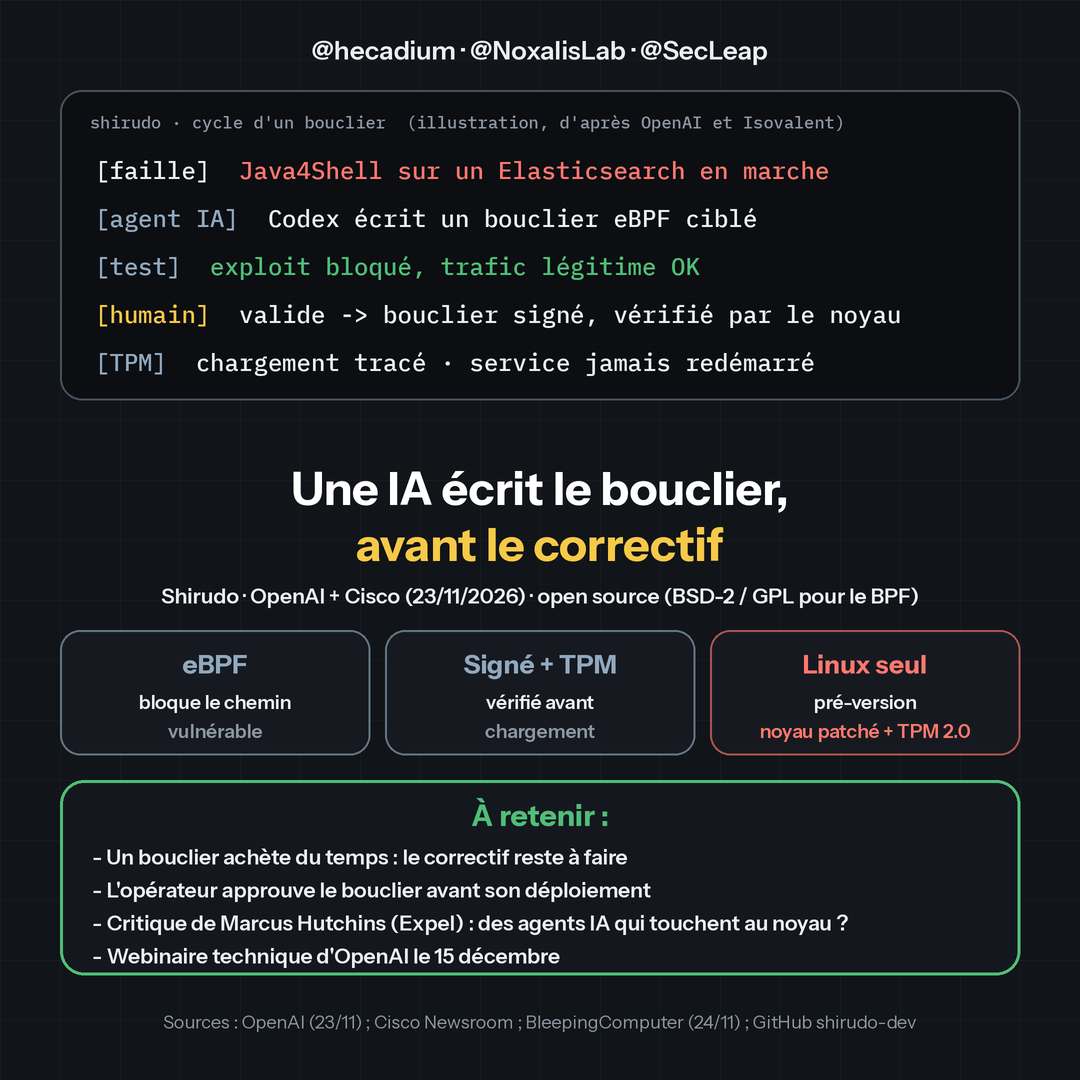 @hecadium · @NoxalisLab · @SecLeap
shirudo · cycle d'un bouclier (illustration, d'après OpenAI et Isovalent)
[faille] Java4Shell sur un Elasticsearch en marche
[agent IA] Codex écrit un bouclier eBPF ciblé
[test] exploit bloqué, trafic légitime OK
[humain] valide -> bouclier signé, vérifié par le noyau
[TPM] chargement tracé · service jamais redémarré
Une IA écrit le bouclier,
avant le correctif
Shirudo · OpenAI + Cisco (23/11/2026) · open source (BSD-2 / GPL pour le BPF)
eBPF
bloque le chemin
vulnérable
Signé + TPM
vérifié avant
chargement
Linux seul
pré-version
noyau patché + TPM 2.0
À retenir :
- Un bouclier achète du temps : le correctif reste à faire
- L'opérateur approuve le bouclier avant son déploiement
- Critique de Marcus Hutchins (Expel) : des agents IA qui touchent au noyau ?
- Webinaire technique d'OpenAI le 15 décembre
Sources : OpenAI (23/11) ; Cisco Newsroom ; BleepingComputer (24/11) ; GitHub shirudo-dev